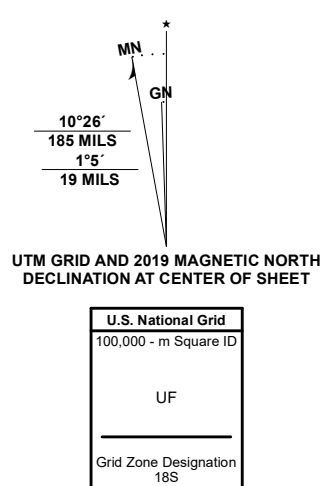 ★
MN
GN
10°26´
185 MILS
1°5´
19 MILS
UTM GRID AND 2019 MAGNETIC NORTH
DECLINATION AT CENTER OF SHEET
U.S. National Grid
100,000 - m Square ID
UF
Grid Zone Designation
18S